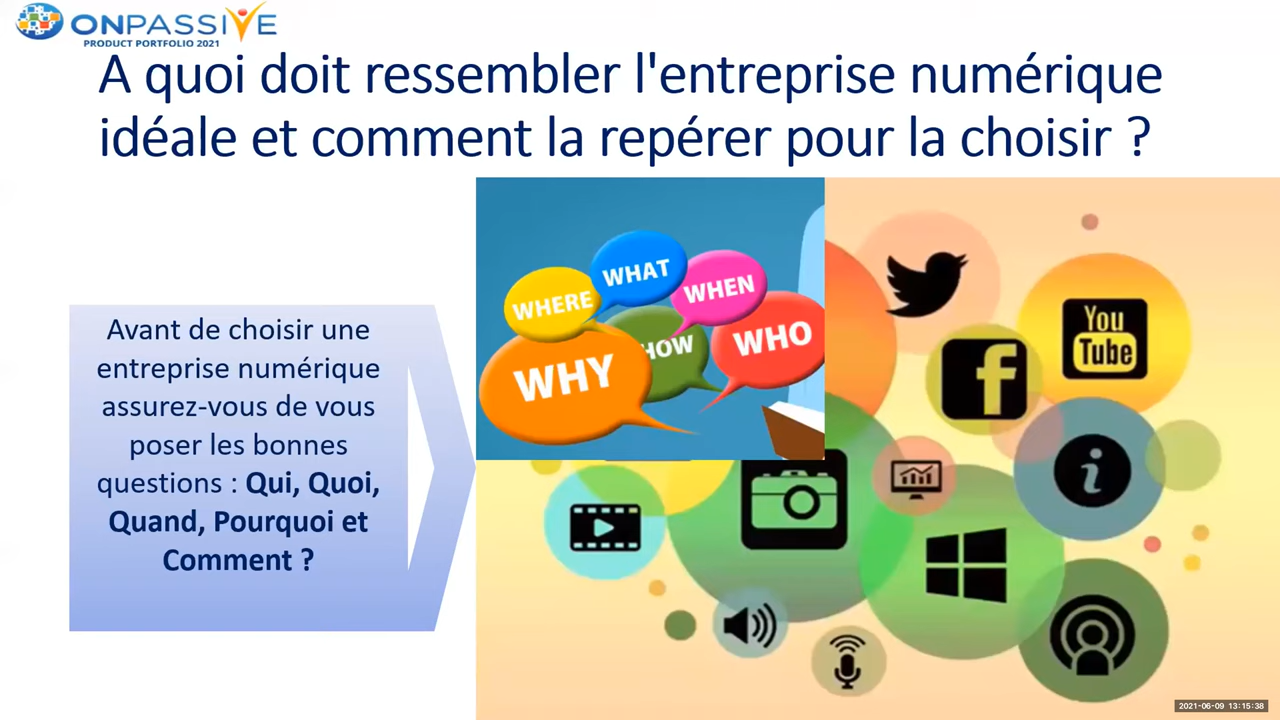 ONPASSIVE
PRODUCT PORTFOLIO 2021
A quoi doit ressembler l'entreprise numérique
idéale et comment la repérer pour la choisir ?
Avant de choisir une
entreprise numérique
assurez-vous de vous
poser les bonnes
questions : Qui, Quoi,
Quand, Pourquoi et
Comment ?
WHERE
WHAT
WHEN
WHY
HOW
WHO
You
Tube
f
i
2021-06-09 13:15:38